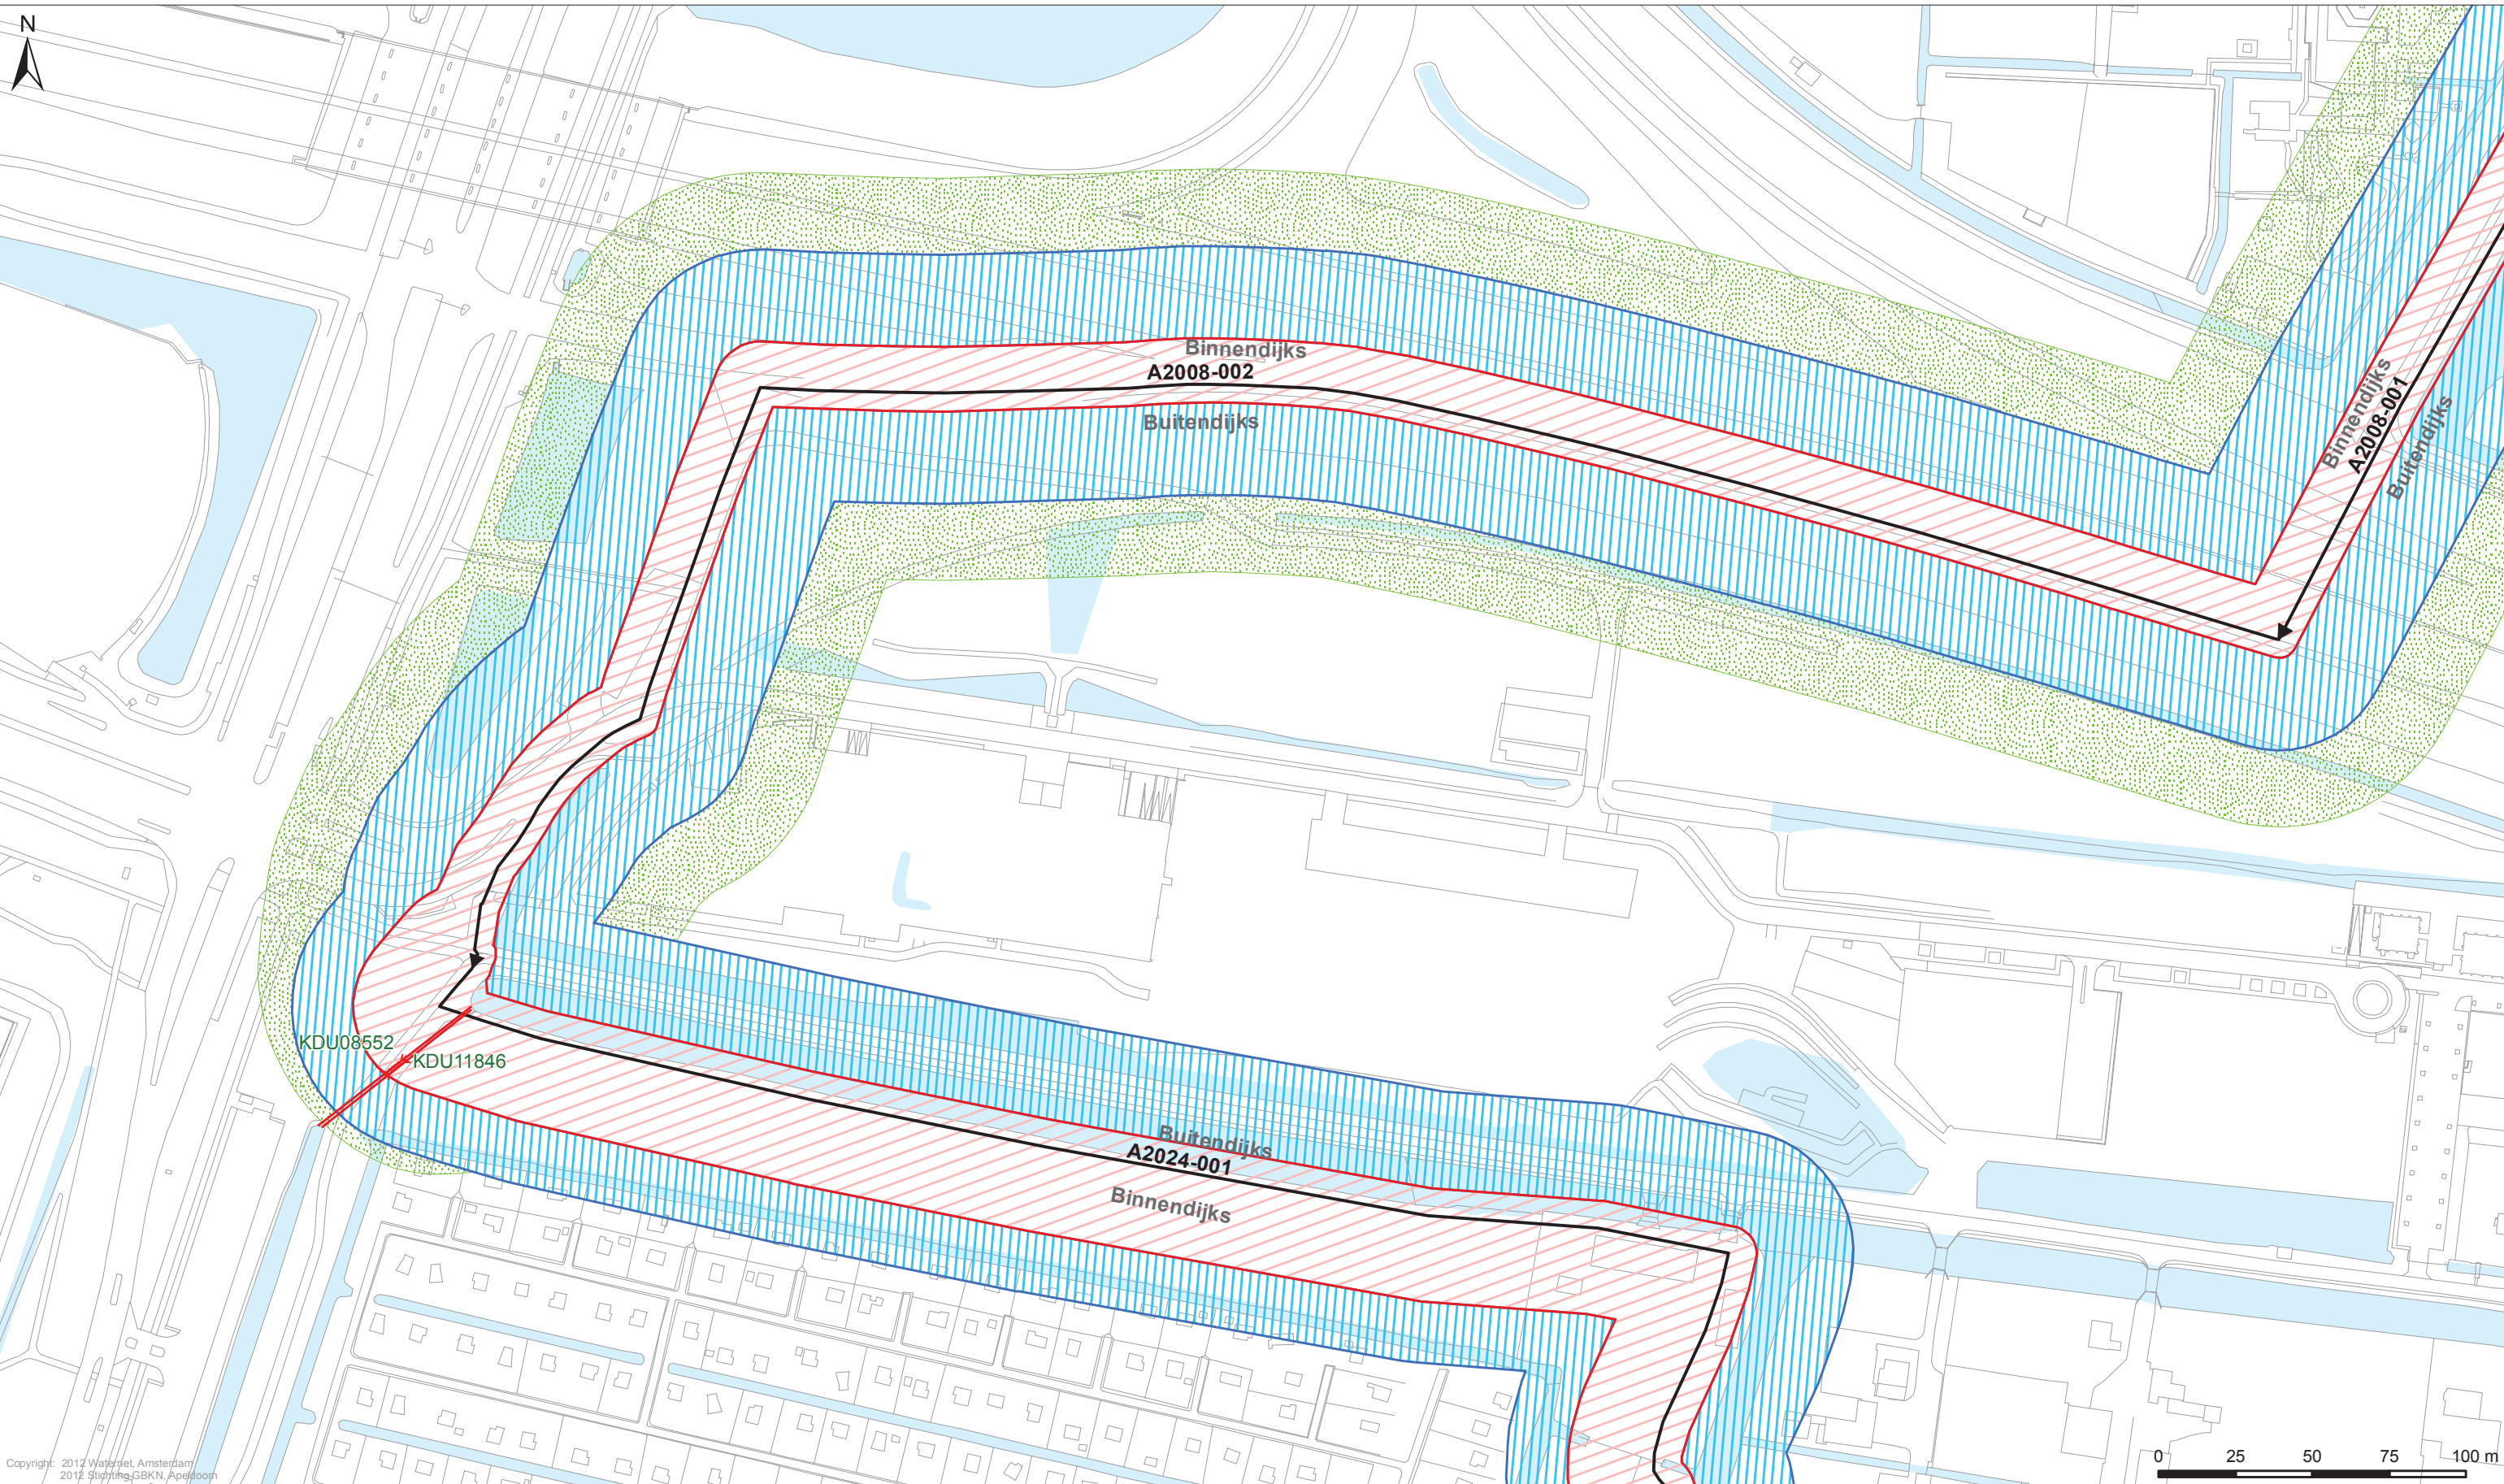 N
Binnendijks
A2008-002
Buitendijks
Binnendijks
A2008-001
Buitendijks
KDU08552
KDU11846
Buitendijks
A2024-001
Binnendijks
0 25 50 75 100 m
Copyright: 2012 Waternet, Amsterdam
2012 Stichting GBKN, Apeldoorn